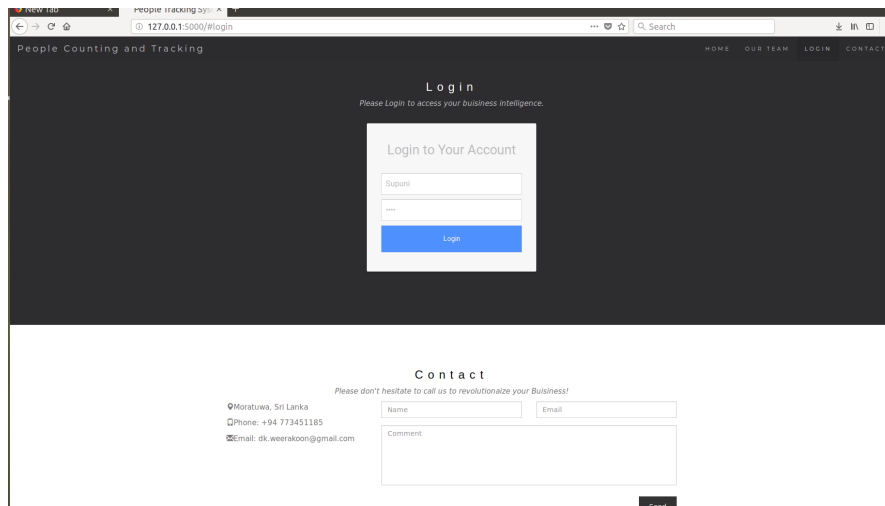 New Tab
People Tracking Sys
127.0.0.1:5000/#login
Search
People Counting and Tracking
HOME OUR TEAM LOGIN CONTACT
Login
Please Login to access your buisiness intelligence.
Login to Your Account
Supuni
Login
Contact
Please don't hesitate to call us to revolutionaize your Buisiness!
Moratuwa, Sri Lanka
Phone: +94 773451185
Email: dk.weerakoon@gmail.com
Name
Email
Comment
Send